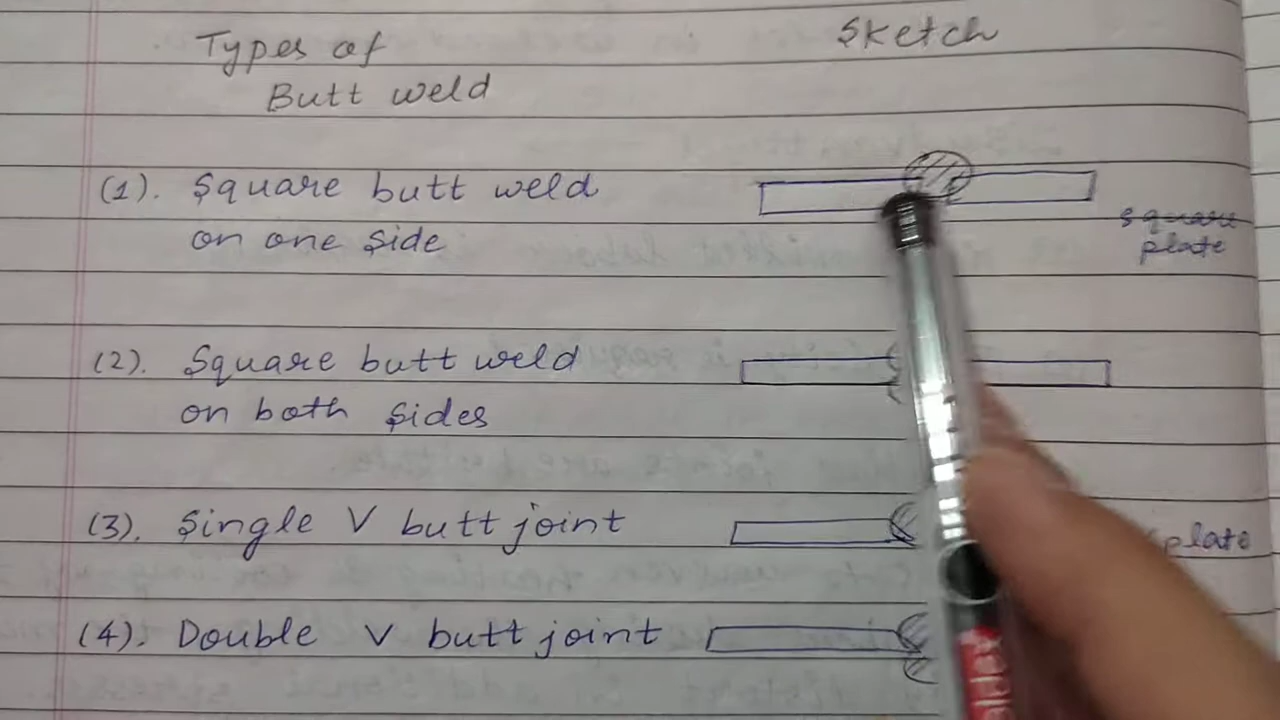 Types of
Butt weld
Sketch
(1). Square butt weld
on one side
square
plate
(2). Square butt weld
on both sides
(3). Single V butt joint
plate
(4). Double V butt joint